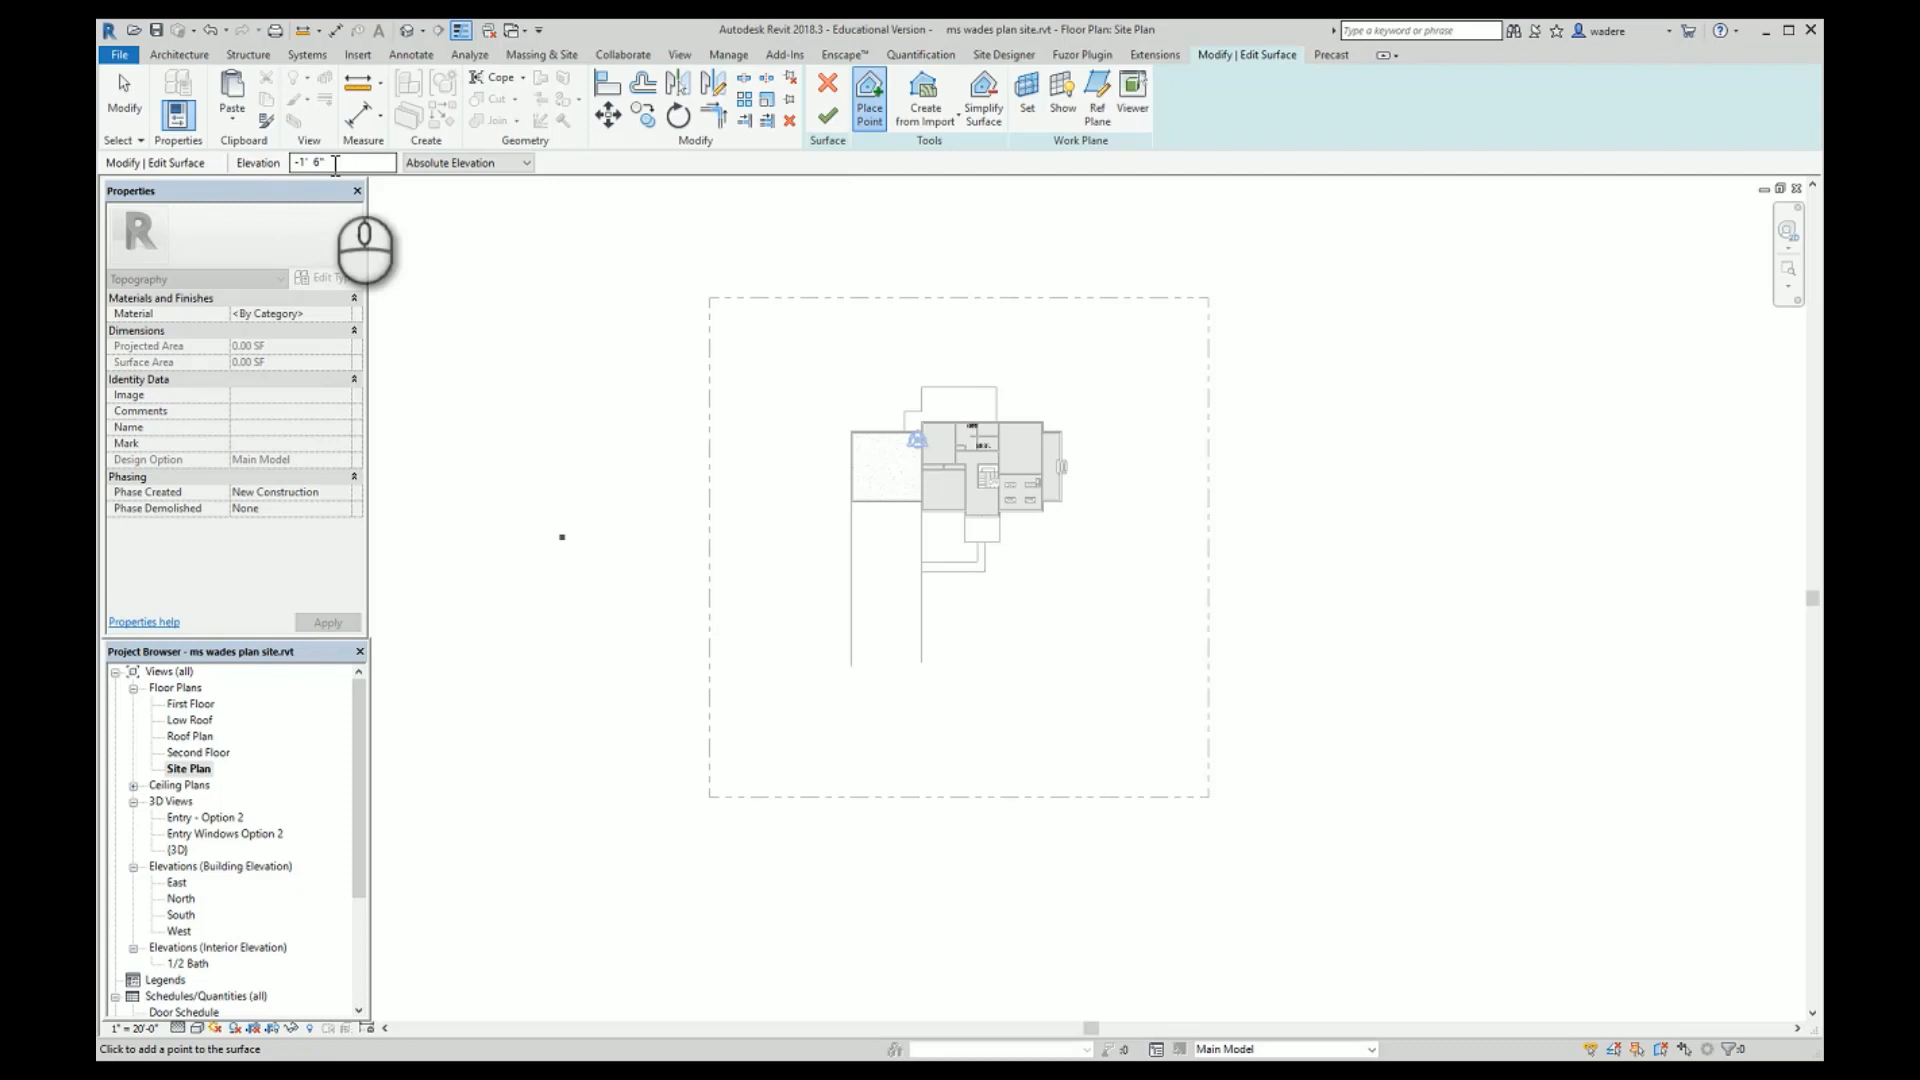 Autodesk Revit 2018.3 - Educational Version - ms wades plan site.rvt - Floor Plan: Site Plan
Type a keyword or phrase
wadere
File Architecture Structure Systems Insert Annotate Analyze Massing & Site Collaborate View Manage Add-Ins Enscape™ Quantification Site Designer Fuzor Plugin Extensions Modify | Edit Surface Precast
Modify Paste Cope Cut Join Place Point Create from Import Simplify Surface Set Show Ref Plane Viewer
Select Properties Clipboard View Measure Create Geometry Modify Surface Tools Work Plane
Modify | Edit Surface Elevation -1' 6" Absolute Elevation
Properties
R
Topography
Materials and Finishes
Material <By Category>
Dimensions
Projected Area 0.00 SF
Surface Area 0.00 SF
Identity Data
Image
Comments
Name
Mark
Design Option Main Model
Phasing
Phase Created New Construction
Phase Demolished None
Properties help Apply
Project Browser - ms wades plan site.rvt
Views (all)
Floor Plans
First Floor
Low Roof
Roof Plan
Second Floor
Site Plan
Ceiling Plans
3D Views
Entry - Option 2
Entry Windows Option 2
{3D}
Elevations (Building Elevation)
East
North
South
West
Elevations (Interior Elevation)
1/2 Bath
Legends
Schedules/Quantities (all)
Door Schedule
1" = 20'-0"
Click to add a point to the surface
:0
Main Model
:0